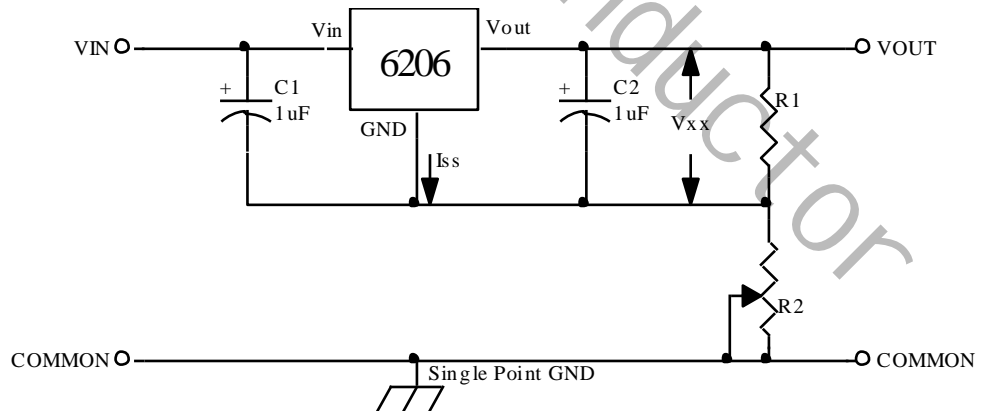 nductor
Vin
Vout
VIN
VOUT
6206
+
C1
1uF
+
C2
1uF
R1
GND
Vxx
Iss
R2
COMMON
COMMON
Single Point GND